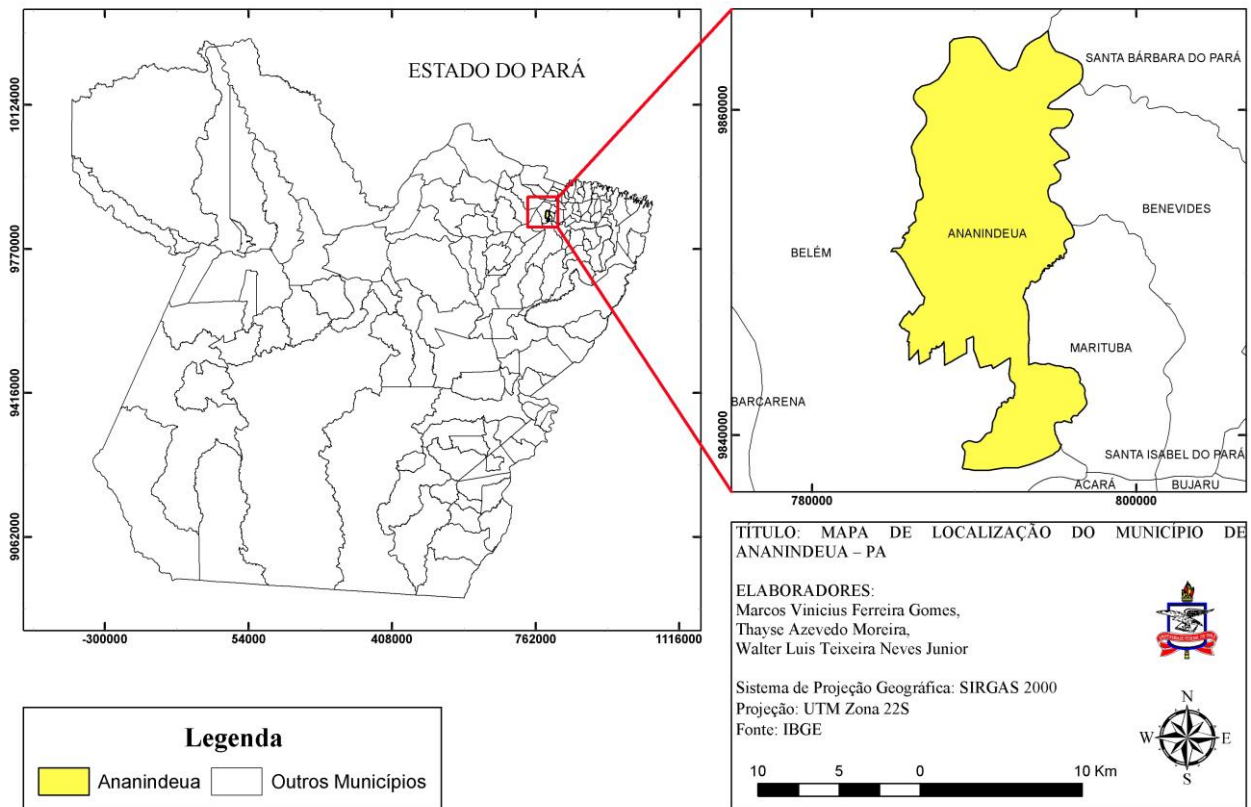 ESTADO DO PARÁ
10124000
9770000
9416000
9062000
-300000
54000
408000
762000
1116000
SANTA BÁRBARA DO PARÁ
9860000
BENEVIDES
ANANINDEUA
BELÉM
MARITUBA
BARCARENA
9840000
SANTA ISABEL DO PARÁ
ACARÁ
BUJARU
780000
800000
TÍTULO: MAPA DE LOCALIZAÇÃO DO MUNICÍPIO DE
ANANINDEUA – PA
ELABORADORES:
Marcos Vinicius Ferreira Gomes,
Thayse Azevedo Moreira,
Walter Luis Teixeira Neves Junior
Sistema de Projeção Geográfica: SIRGAS 2000
Projeção: UTM Zona 22S
Fonte: IBGE
N
W
E
S
10 5 0 10 Km
Legenda
Ananindeua
Outros Municípios